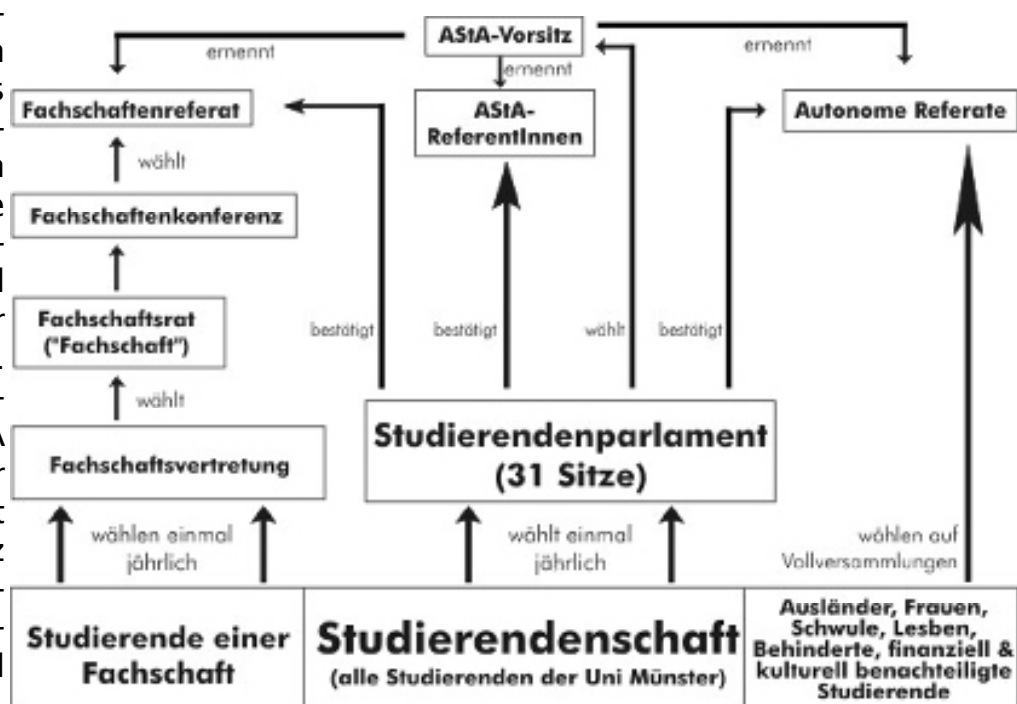 AStA-Vorsitz
ernennt
ernennt
ernennt
Fachschaftenreferat
AStA-
ReferentInnen
Autonome Referate
wählt
Fachschaftenkonferenz
Fachschaftsrat
("Fachschaft")
bestätigt
bestätigt
wählt
bestätigt
wählt
Fachschaftsvertretung
Studierendenparlament
(31 Sitze)
wählen einmal
jährlich
wählt einmal
jährlich
wählen auf
Vollversammlungen
Studierende einer
Fachschaft
Studierendenschaft
(alle Studierenden der Uni Münster)
Ausländer, Frauen,
Schwule, Lesben,
Behinderte, finanziell &
kulturell benachteiligte
Studierende